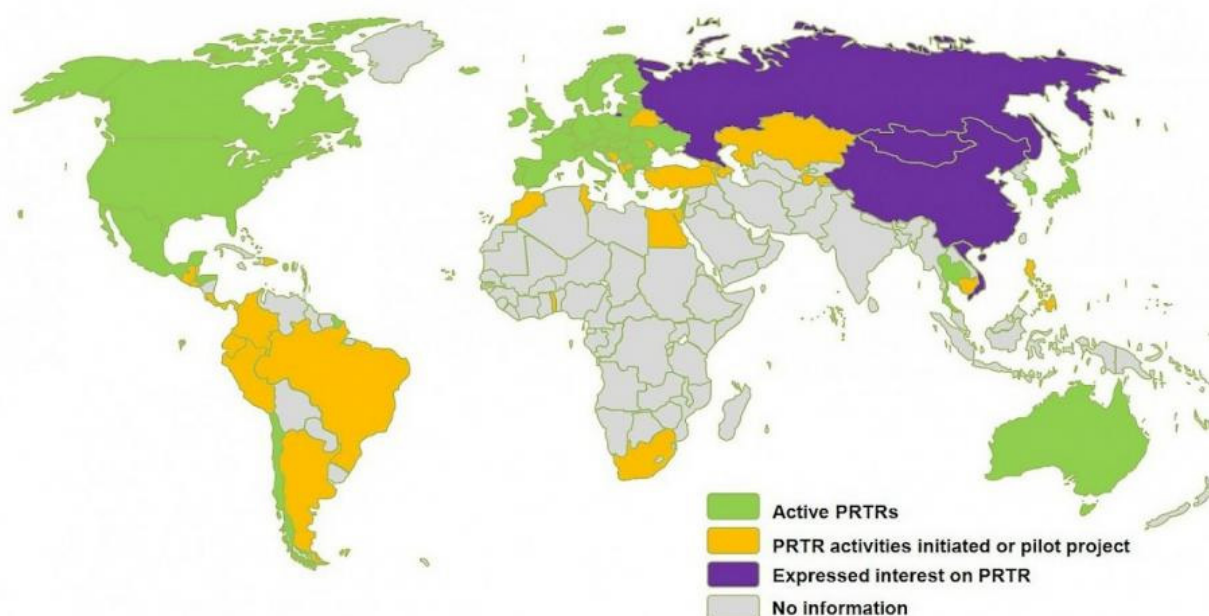 Active PRTRs
PRTR activities initiated or pilot project
Expressed interest on PRTR
No information